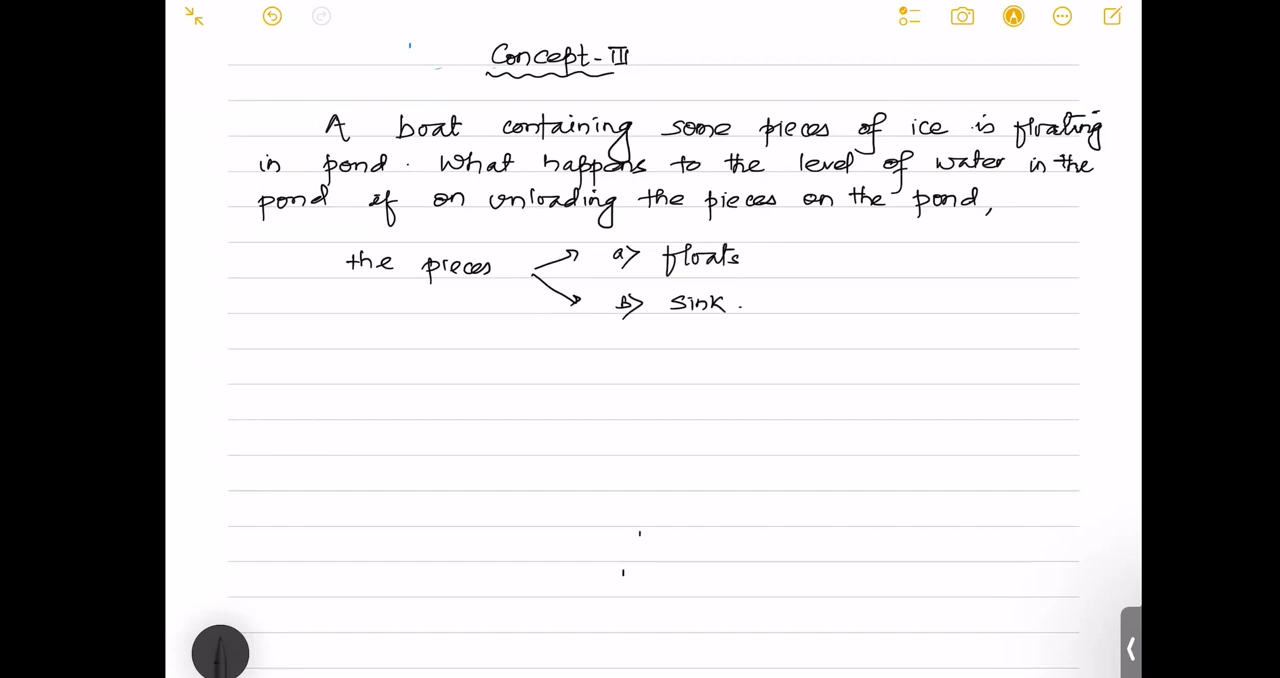 Concept - III
A boat containing some pieces of ice is floating
in pond. What happens to the level of water in the
pond if on unloading the pieces on the pond,
the pieces
a> floats
b> sink.